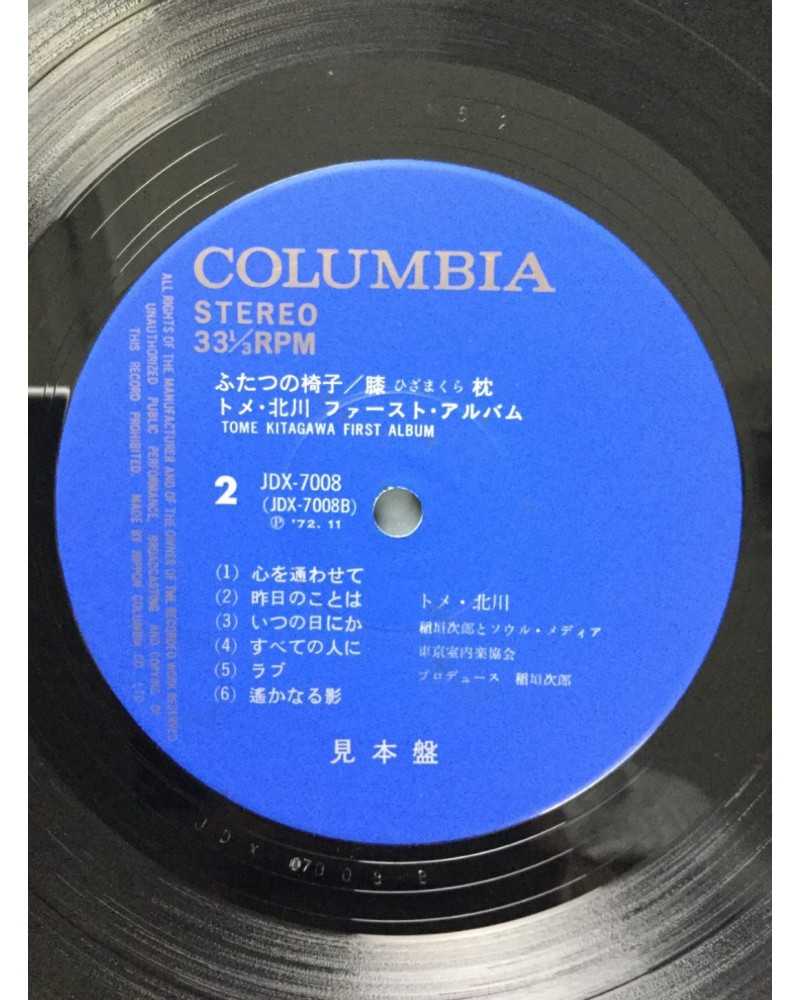 COLUMBIA
STEREO
33⅓RPM
ふたつの椅子／膝 ひざまくら 枕
トメ・北川 ファースト・アルバム
TOME KITAGAWA FIRST ALBUM
2
JDX-7008
(JDX-7008B)
Ⓟ '72. 11
(1) 心を通わせて
(2) 昨日のことは
(3) いつの日にか
(4) すべての人に
(5) ラブ
(6) 遙かなる影
トメ・北川
稲垣次郎とソウル・メディア
東京室内楽協会
プロデュース 稲垣次郎
見本盤
ALL RIGHTS OF THE MANUFACTURER AND OF THE OWNER OF THE RECORDED WORK RESERVED
UNAUTHORIZED PUBLIC PERFORMANCE, BROADCASTING AND COPYING OF
THIS RECORD PROHIBITED. MADE BY NIPPON COLUMBIA CO. LTD.